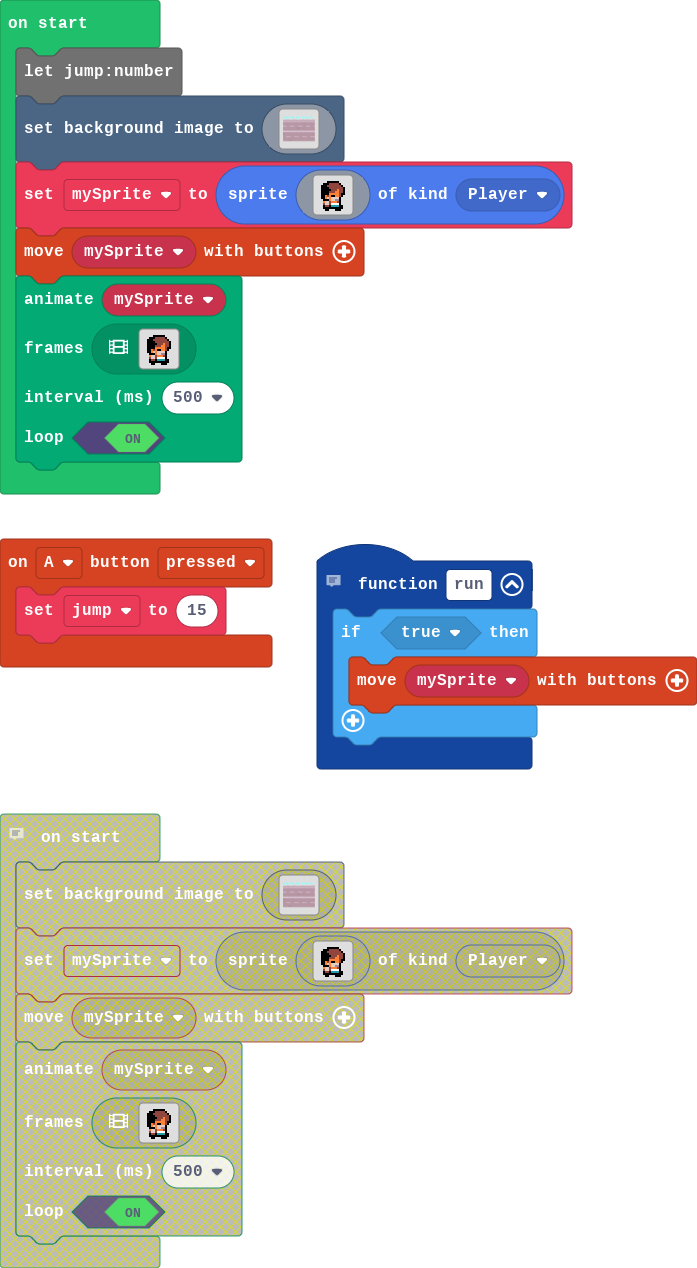 on start
let jump:number
set background image to
set mySprite to sprite of kind Player
move mySprite with buttons
animate mySprite
frames
interval (ms) 500
loop ON
on A button pressed
set jump to 15
function run
if true then
move mySprite with buttons
on start
set background image to
set mySprite to sprite of kind Player
move mySprite with buttons
animate mySprite
frames
interval (ms) 500
loop ON